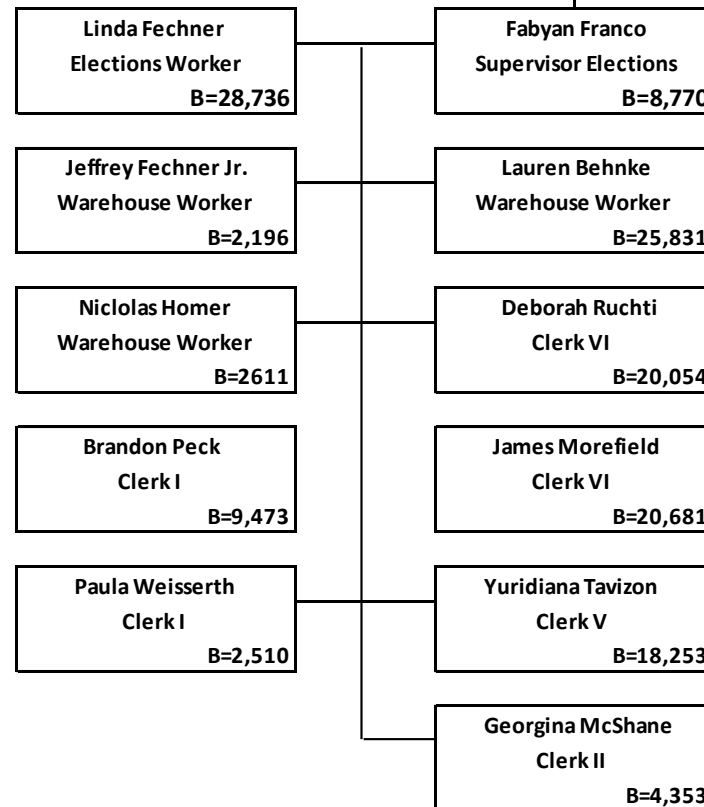 Linda Fechner
Elections Worker
B=28,736
Fabyan Franco
Supervisor Elections
B=8,770
Jeffrey Fechner Jr.
Warehouse Worker
B=2,196
Lauren Behnke
Warehouse Worker
B=25,831
Niclolas Homer
Warehouse Worker
B=2611
Deborah Ruchti
Clerk VI
B=20,054
Brandon Peck
Clerk I
B=9,473
James Morefield
Clerk VI
B=20,681
Paula Weisserth
Clerk I
B=2,510
Yuridiana Tavizon
Clerk V
B=18,253
Georgina McShane
Clerk II
B=4,353